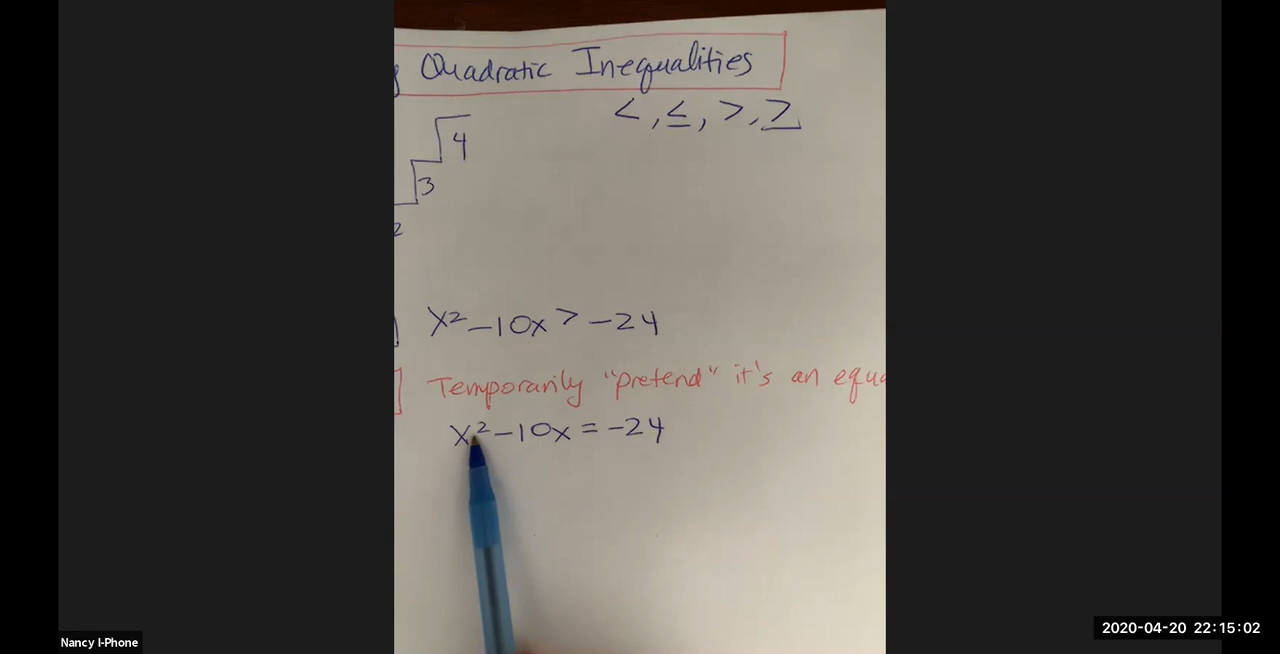 Quadratic Inequalities
<, ≤, >, ≥
4
3
2
x² - 10x > -24
Temporarily "pretend" it's an
x² - 10x = -24
Nancy I-Phone
2020-04-20 22:15:02